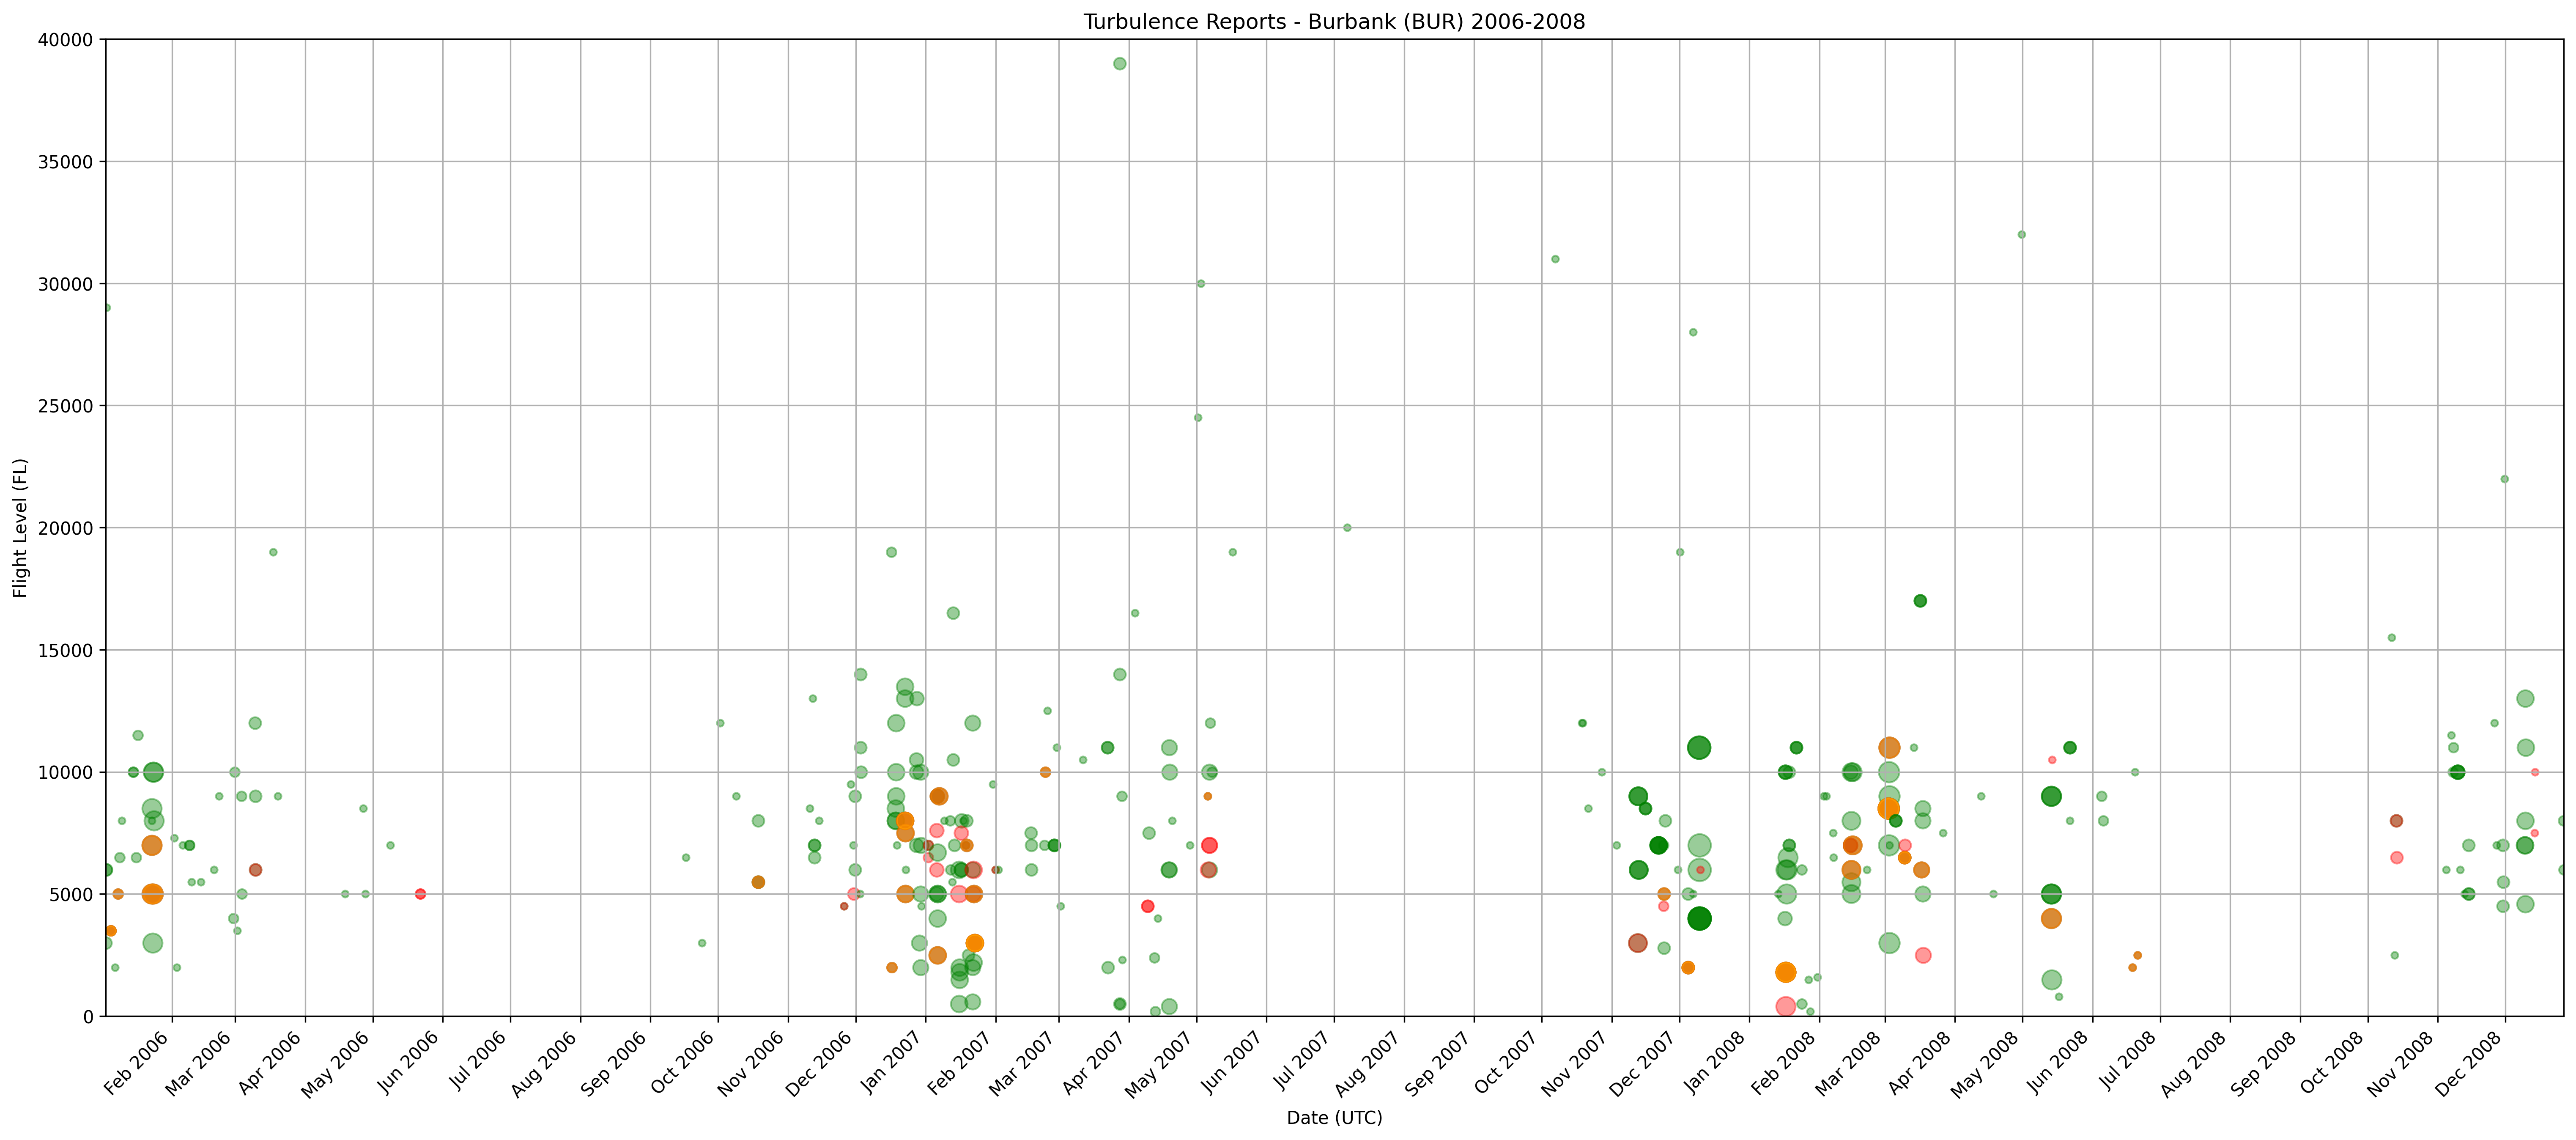 Turbulence Reports - Burbank (BUR) 2006-2008
40000
35000
30000
25000
20000
15000
10000
5000
0
Flight Level (FL)
Feb 2006
Mar 2006
Apr 2006
May 2006
Jun 2006
Jul 2006
Aug 2006
Sep 2006
Oct 2006
Nov 2006
Dec 2006
Jan 2007
Feb 2007
Mar 2007
Apr 2007
May 2007
Jun 2007
Jul 2007
Aug 2007
Sep 2007
Oct 2007
Nov 2007
Dec 2007
Jan 2008
Feb 2008
Mar 2008
Apr 2008
May 2008
Jun 2008
Jul 2008
Aug 2008
Sep 2008
Oct 2008
Nov 2008
Dec 2008
Date (UTC)